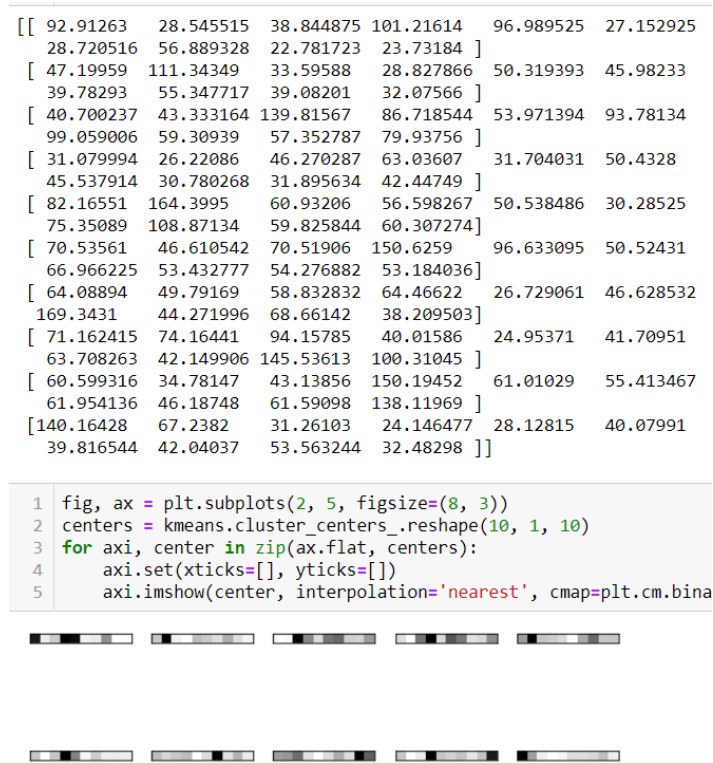 [[ 92.91263 28.545515 38.844875 101.21614 96.989525 27.152925
28.720516 56.889328 22.781723 23.73184 ]
[ 47.19959 111.34349 33.59588 28.827866 50.319393 45.98233
39.78293 55.347717 39.08201 32.07566 ]
[ 40.700237 43.333164 139.81567 86.718544 53.971394 93.78134
99.059006 59.30939 57.352787 79.93756 ]
[ 31.079994 26.22086 46.270287 63.03607 31.704031 50.4328
45.537914 30.780268 31.895634 42.44749 ]
[ 82.16551 164.3995 60.93206 56.598267 50.538486 30.28525
75.35089 108.87134 59.825844 60.307274]
[ 70.53561 46.610542 70.51906 150.6259 96.633095 50.52431
66.966225 53.432777 54.276882 53.184036]
[ 64.08894 49.79169 58.832832 64.46622 26.729061 46.628532
169.3431 44.271996 68.66142 38.209503]
[ 71.162415 74.16441 94.15785 40.01586 24.95371 41.70951
63.708263 42.149906 145.53613 100.31045 ]
[ 60.599316 34.78147 43.13856 150.19452 61.01029 55.413467
61.954136 46.18748 61.59098 138.11969 ]
[140.16428 67.2382 31.26103 24.146477 28.12815 40.07991
39.816544 42.04037 53.563244 32.48298 ]]
1 fig, ax = plt.subplots(2, 5, figsize=(8, 3))
2 centers = kmeans.cluster_centers_.reshape(10, 1, 10)
3 for axi, center in zip(ax.flat, centers):
4 axi.set(xticks=[], yticks=[])
5 axi.imshow(center, interpolation='nearest', cmap=plt.cm.bina